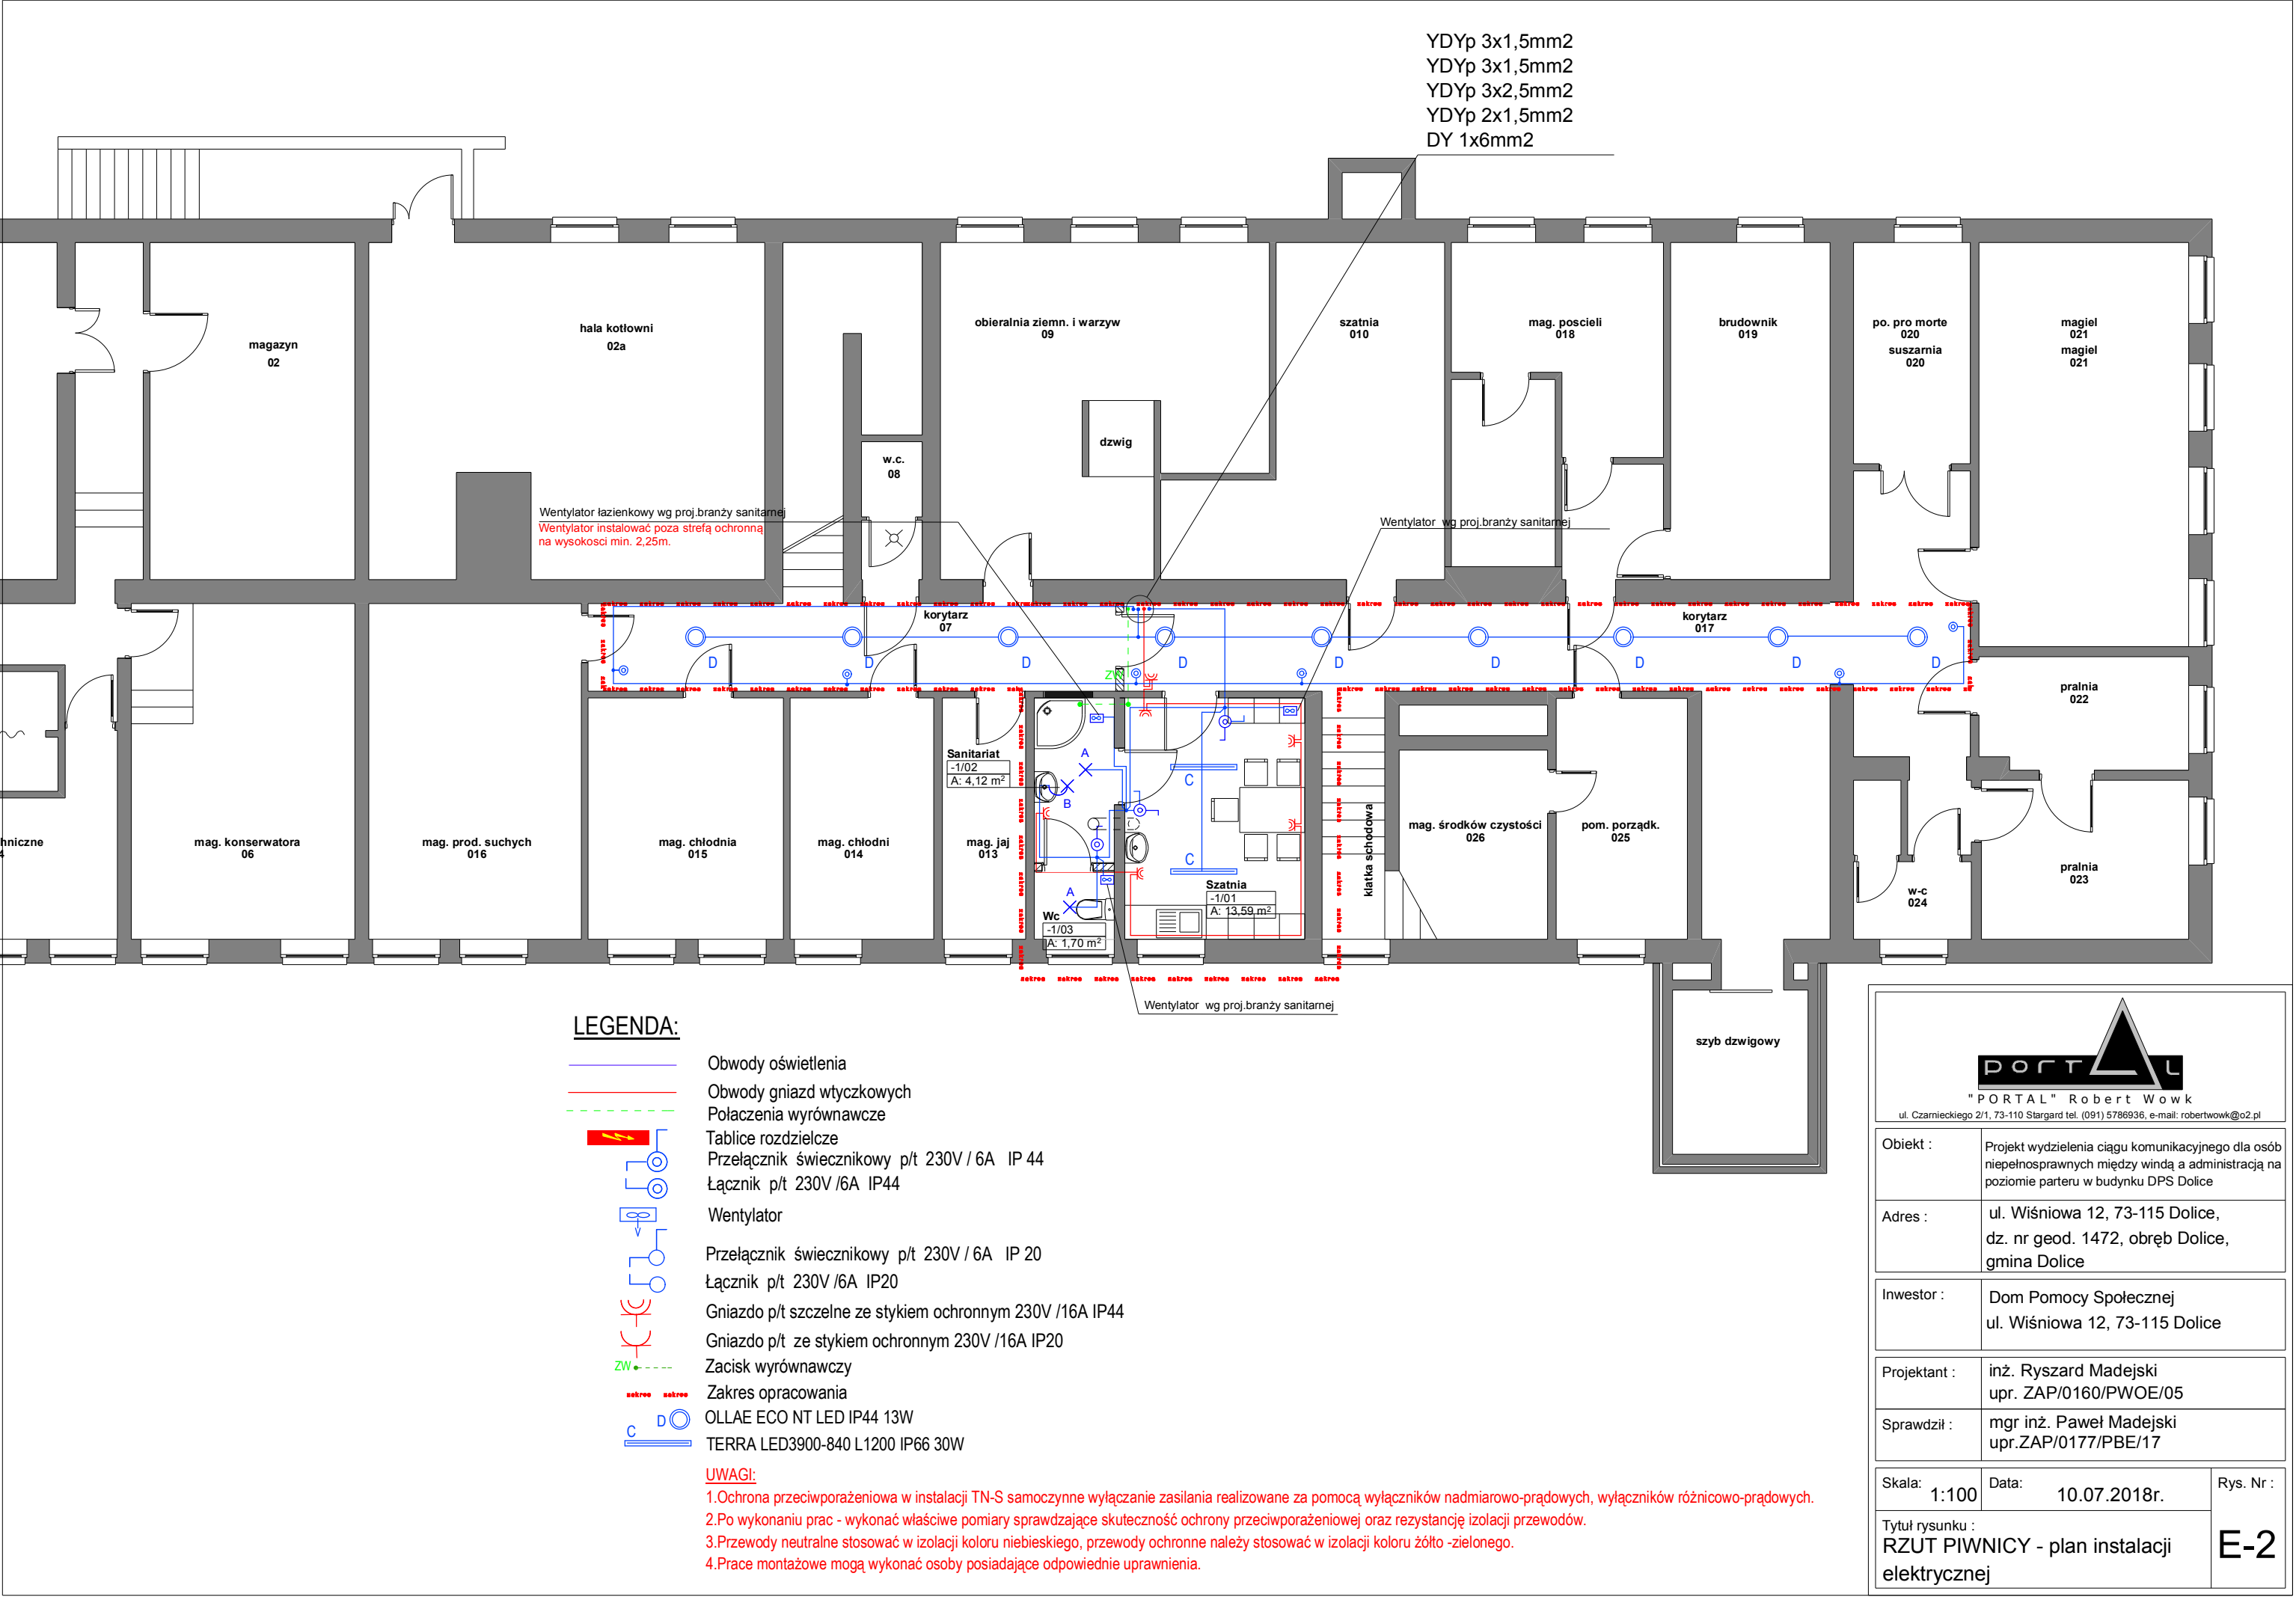 YDYp 3x1,5mm2
YDYp 3x1,5mm2
YDYp 3x2,5mm2
YDYp 2x1,5mm2
DY 1x6mm2
magazyn
02
hala kotłowni
02a
obieralnia ziemn. i warzyw
09
szatnia
010
mag. poscieli
018
brudownik
019
po. pro morte
020
suszarnia
020
magiel
021
magiel
021
dzwig
w.c.
08
Wentylator łazienkowy wg proj.branży sanitarnej
Wentylator instalować poza strefą ochronną
na wysokosci min. 2,25m.
Wentylator wg proj.branży sanitarnej
korytarz
07
korytarz
017
D D D D D D D D D
ZW
pralnia
022
Sanitariat
-1/02
A: 4,12 m²
A
B
C
C
A
hniczne
4
mag. konserwatora
06
mag. prod. suchych
016
mag. chłodnia
015
mag. chłodni
014
mag. jaj
013
klatka schodowa
mag. środków czystości
026
pom. porządk.
025
pralnia
023
w-c
024
Szatnia
-1/01
A: 13,59 m²
Wc
-1/03
A: 1,70 m²
Wentylator wg proj.branży sanitarnej
szyb dzwigowy
LEGENDA:
Obwody oświetlenia
Obwody gniazd wtyczkowych
Połaczenia wyrównawcze
Tablice rozdzielcze
Przełącznik świecznikowy p/t 230V / 6A IP 44
Łącznik p/t 230V /6A IP44
Wentylator
Przełącznik świecznikowy p/t 230V / 6A IP 20
Łącznik p/t 230V /6A IP20
Gniazdo p/t szczelne ze stykiem ochronnym 230V /16A IP44
Gniazdo p/t ze stykiem ochronnym 230V /16A IP20
ZW Zacisk wyrównawczy
zakres zakres Zakres opracowania
D OLLAE ECO NT LED IP44 13W
C TERRA LED3900-840 L1200 IP66 30W
UWAGI:
1.Ochrona przeciwporażeniowa w instalacji TN-S samoczynne wyłączanie zasilania realizowane za pomocą wyłączników nadmiarowo-prądowych, wyłączników różnicowo-prądowych.
2.Po wykonaniu prac - wykonać właściwe pomiary sprawdzające skuteczność ochrony przeciwporażeniowej oraz rezystancję izolacji przewodów.
3.Przewody neutralne stosować w izolacji koloru niebieskiego, przewody ochronne należy stosować w izolacji koloru żółto -zielonego.
4.Prace montażowe mogą wykonać osoby posiadające odpowiednie uprawnienia.
PORTAL
"PORTAL" Robert Wowk
ul. Czarnieckiego 2/1, 73-110 Stargard tel. (091) 5786936, e-mail: robertwowk@o2.pl
Obiekt :
Projekt wydzielenia ciągu komunikacyjnego dla osób
niepełnosprawnych między windą a administracją na
poziomie parteru w budynku DPS Dolice
Adres :
ul. Wiśniowa 12, 73-115 Dolice,
dz. nr geod. 1472, obręb Dolice,
gmina Dolice
Inwestor :
Dom Pomocy Społecznej
ul. Wiśniowa 12, 73-115 Dolice
Projektant :
inż. Ryszard Madejski
upr. ZAP/0160/PWOE/05
Sprawdził :
mgr inż. Paweł Madejski
upr.ZAP/0177/PBE/17
Skala: 1:100 Data: 10.07.2018r.
Rys. Nr :
Tytuł rysunku :
RZUT PIWNICY - plan instalacji
elektrycznej
E-2